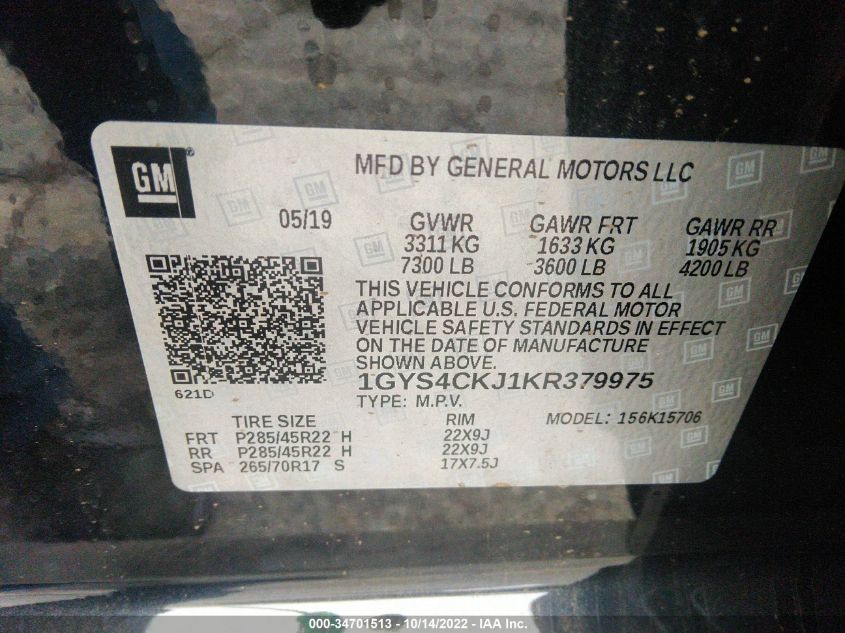 GM
MFD BY GENERAL MOTORS LLC
05/19 GVWR GAWR FRT GAWR RR
3311 KG 1633 KG 1905 KG
7300 LB 3600 LB 4200 LB
THIS VEHICLE CONFORMS TO ALL
APPLICABLE U.S. FEDERAL MOTOR
VEHICLE SAFETY STANDARDS IN EFFECT
ON THE DATE OF MANUFACTURE
SHOWN ABOVE.
621D
1GYS4CKJ1KR379975
TYPE: M.P.V. MODEL: 156K15706
TIRE SIZE RIM
FRT P285/45R22 H 22X9J
RR P285/45R22 H 22X9J
SPA 265/70R17 S 17X7.5J
000-34701513 - 10/14/2022 - IAA Inc.